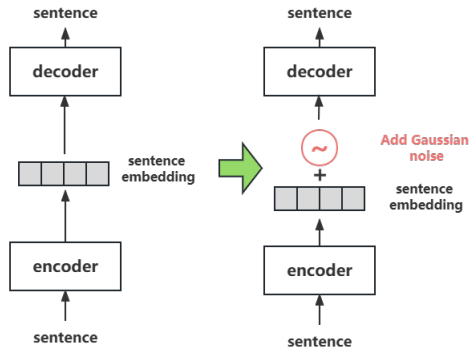 sentence
decoder
sentence
embedding
encoder
sentence
sentence
decoder
~
Add Gaussian
noise
+
sentence
embedding
encoder
sentence